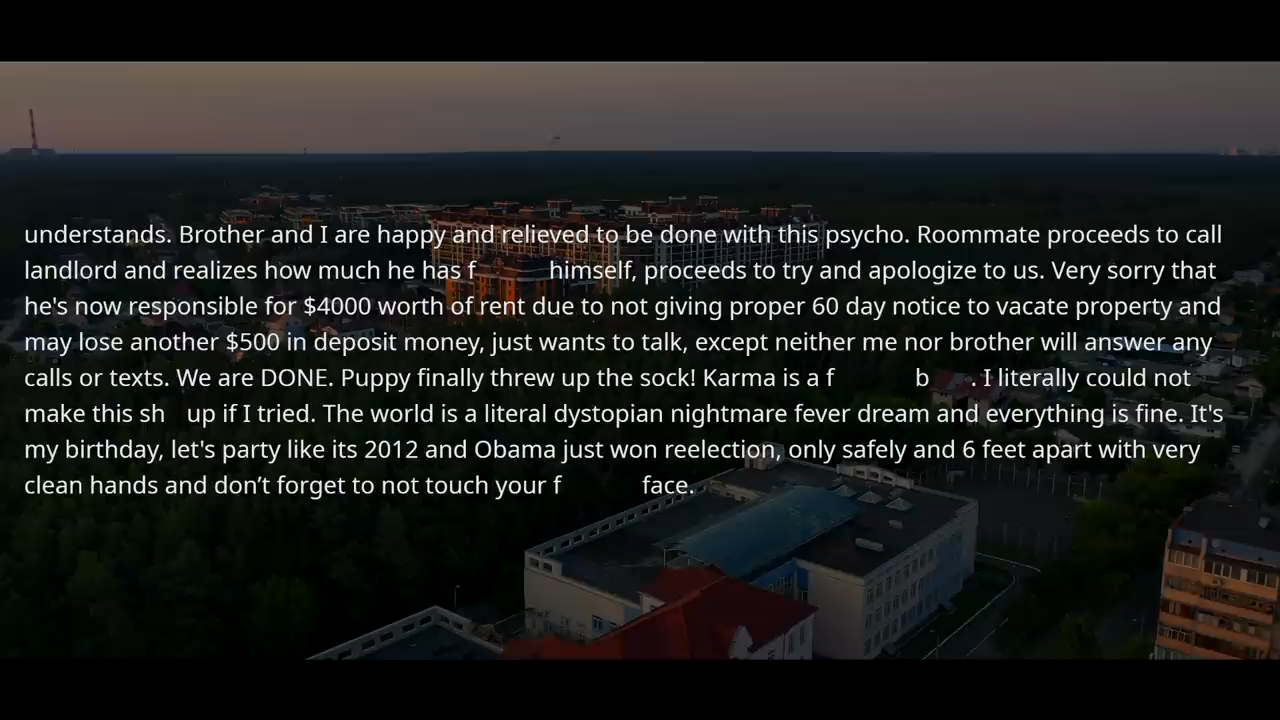 understands. Brother and I are happy and relieved to be done with this psycho. Roommate proceeds to call
landlord and realizes how much he has f himself, proceeds to try and apologize to us. Very sorry that
he's now responsible for $4000 worth of rent due to not giving proper 60 day notice to vacate property and
may lose another $500 in deposit money, just wants to talk, except neither me nor brother will answer any
calls or texts. We are DONE. Puppy finally threw up the sock! Karma is a f b . I literally could not
make this sh up if I tried. The world is a literal dystopian nightmare fever dream and everything is fine. It's
my birthday, let's party like its 2012 and Obama just won reelection, only safely and 6 feet apart with very
clean hands and don’t forget to not touch your f face.